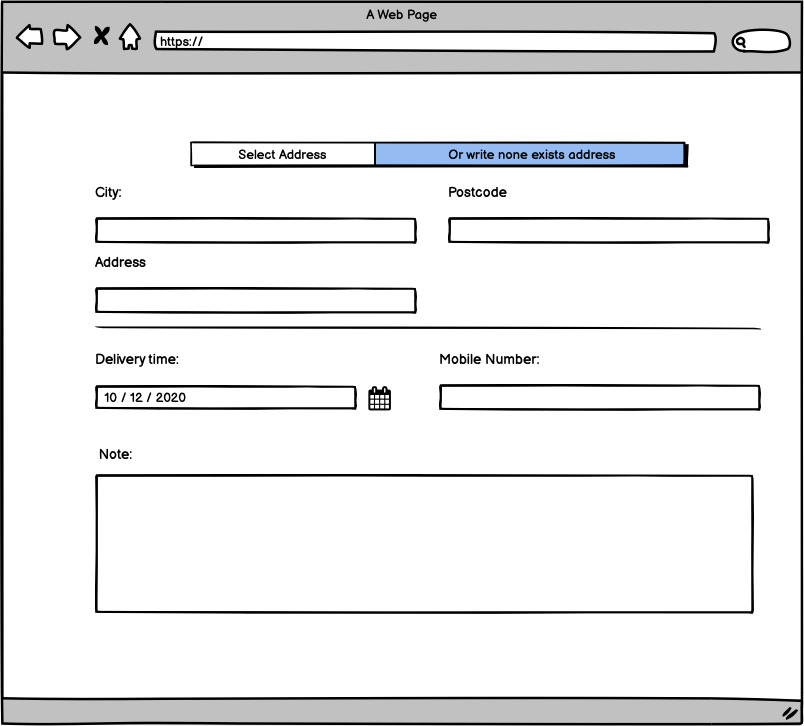 A Web Page
https://
Select Address
Or write none exists address
City:
Postcode
Address
Delivery time:
Mobile Number:
10 / 12 / 2020
Note: